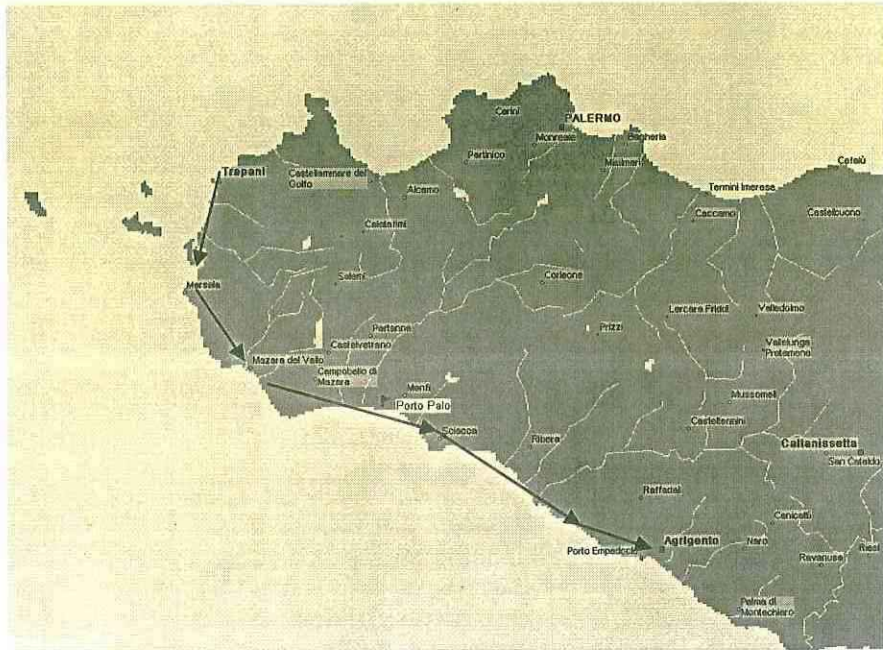 Carini
PALERMO
Monreale
Bagheria
Partinico
Misilmeri
Cefalù
Trapani
Castellammare del
Golfo
Alcamo
Termini Imerese
Caccamo
Castelbuono
Calatafimi
Salemi
Corleone
Marsala
Lercara Friddi
Valledolmo
Prizzi
Partanna
Castelvetrano
Vallelunga
Pratameno
Mazara del Vallo
Campobello di
Mazara
Menfi
Porto Palo
Mussomeli
Sciacca
Ribera
Casteltermini
Caltanissetta
San Cataldo
Raffadali
Canicattì
Porto Empedocle
Agrigento
Naro
Ravanusa
Riesi
Palma di
Montechiaro